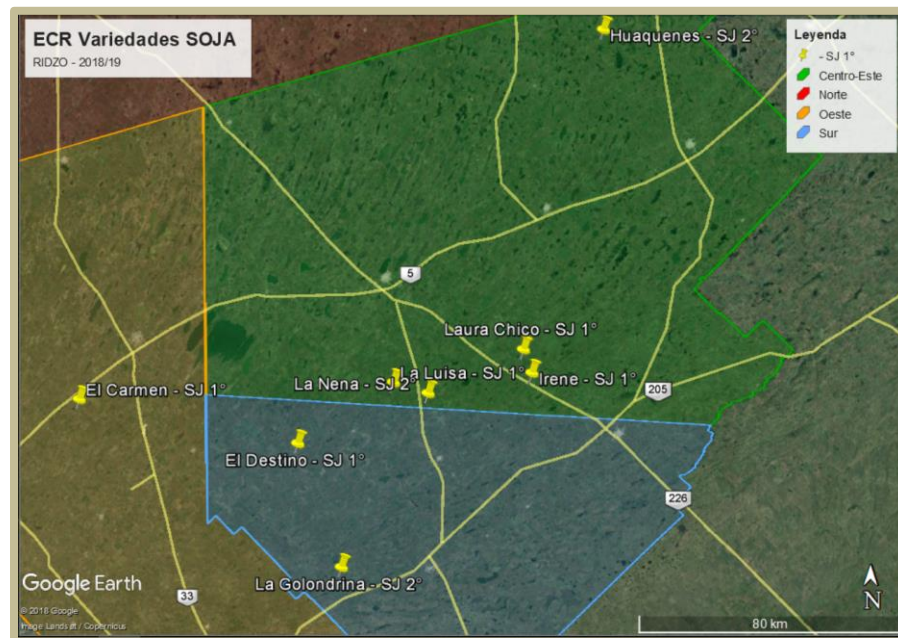 ECR Variedades SOJA
RIDZO - 2018/19
Huaquenes - SJ 2°
Leyenda
- SJ 1°
Centro-Este
Norte
Oeste
Sur
5
Laura Chico - SJ 1°
La Luisa - SJ 1°
La Nena - SJ 2°
Irene - SJ 1°
El Carmen - SJ 1°
205
El Destino - SJ 1°
226
La Golondrina - SJ 2°
33
Google Earth
© 2018 Google
Image Landsat / Copernicus
N
80 km